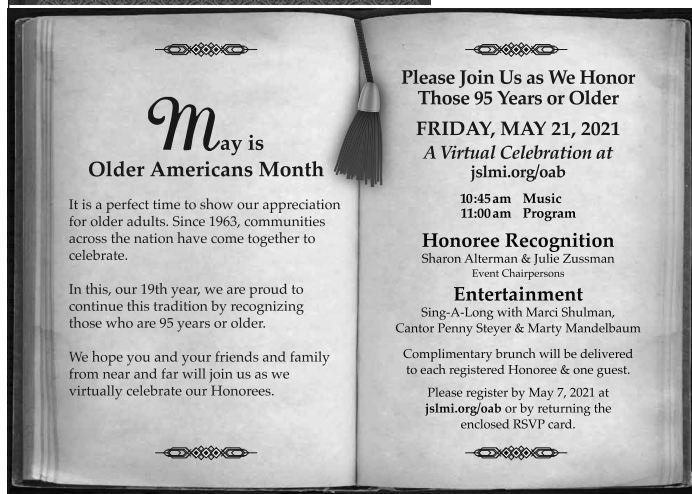 May is
Older Americans Month
It is a perfect time to show our appreciation
for older adults. Since 1963, communities
across the nation have come together to
celebrate.
In this, our 19th year, we are proud to
continue this tradition by recognizing
those who are 95 years or older.
We hope you and your friends and family
from near and far will join us as we
virtually celebrate our Honorees.
Please Join Us as We Honor
Those 95 Years or Older
FRIDAY, MAY 21, 2021
A Virtual Celebration at
jslmi.org/oab
10:45 am Music
11:00 am Program
Honoree Recognition
Sharon Alterman & Julie Zussman
Event Chairpersons
Entertainment
Sing-A-Long with Marci Shulman,
Cantor Penny Steyer & Marty Mandelbaum
Complimentary brunch will be delivered
to each registered Honoree & one guest.
Please register by May 7, 2021 at
jslmi.org/oab or by returning the
enclosed RSVP card.